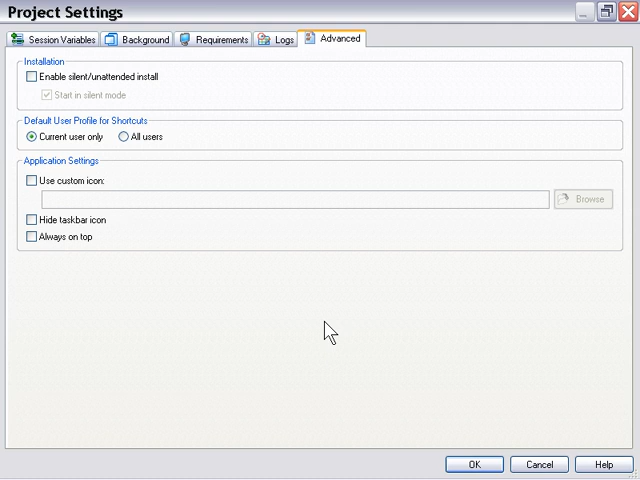 Project Settings
Session Variables Background Requirements Logs Advanced
Installation
Enable silent/unattended install
Start in silent mode
Default User Profile for Shortcuts
Current user only All users
Application Settings
Use custom icon:
Browse
Hide taskbar icon
Always on top
OK Cancel Help